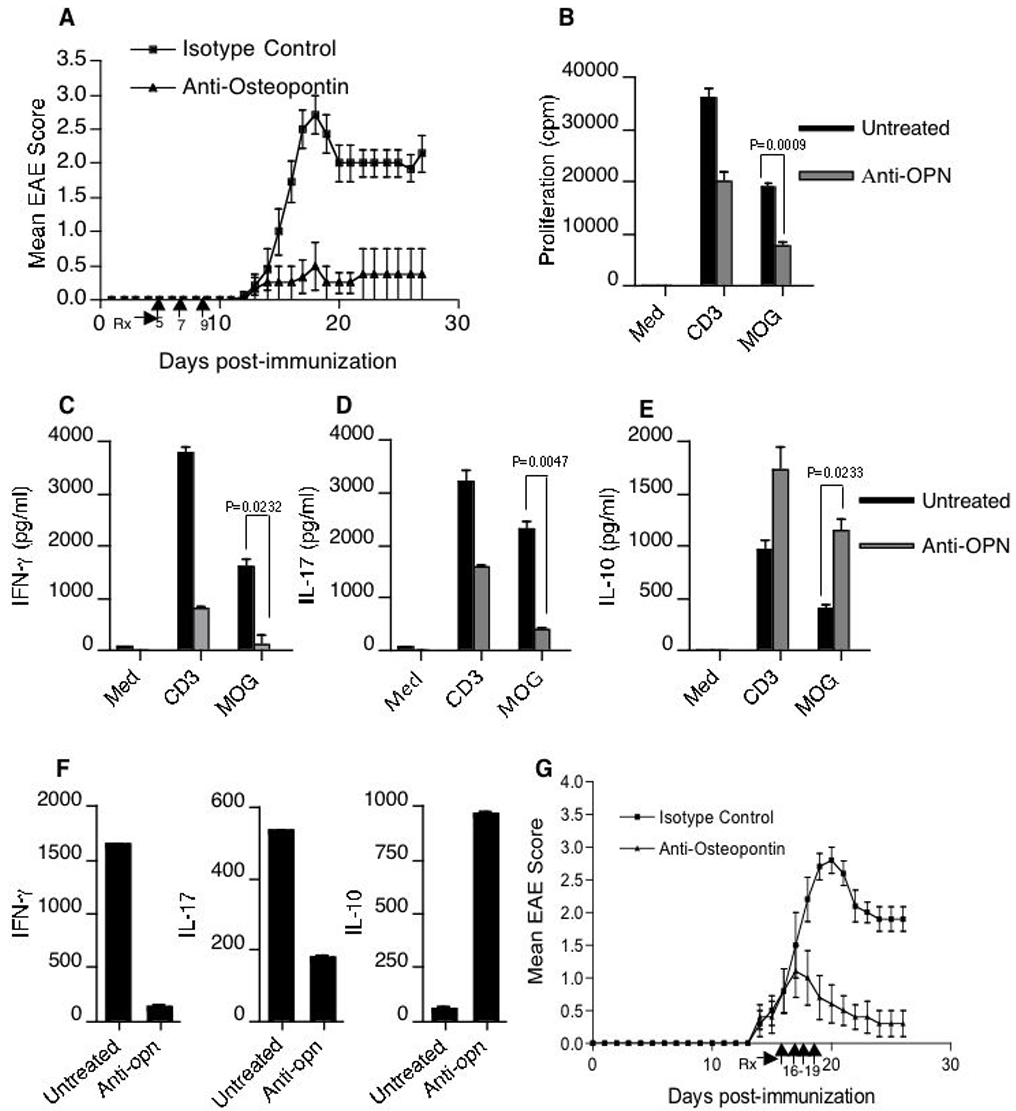 A
Isotype Control
Anti-Osteopontin
Mean EAE Score
3.5
3.0
2.5
2.0
1.5
1.0
0.5
0.0
0 10 20 30
Rx 5 7 9
Days post-immunization
B
Proliferation (cpm)
40000
30000
20000
10000
0
P=0.0009
Untreated
Anti-OPN
Med CD3 MOG
C
IFN-γ (pg/ml)
4000
3000
2000
1000
0
P=0.0232
Med CD3 MOG
D
IL-17 (pg/ml)
4000
3000
2000
1000
0
P=0.0047
Med CD3 MOG
E
IL-10 (pg/ml)
2000
1500
1000
500
0
P=0.0233
Untreated
Anti-OPN
Med CD3 MOG
F
IFN-γ
2000
1500
1000
500
0
Untreated Anti-opn
IL-17
600
400
200
0
Untreated Anti-opn
IL-10
1000
750
500
250
0
Untreated Anti-opn
G
Isotype Control
Anti-Osteopontin
Mean EAE Score
4.0
3.5
3.0
2.5
2.0
1.5
1.0
0.5
0.0
0 10 20 30
Rx 16-19
Days post-immunization